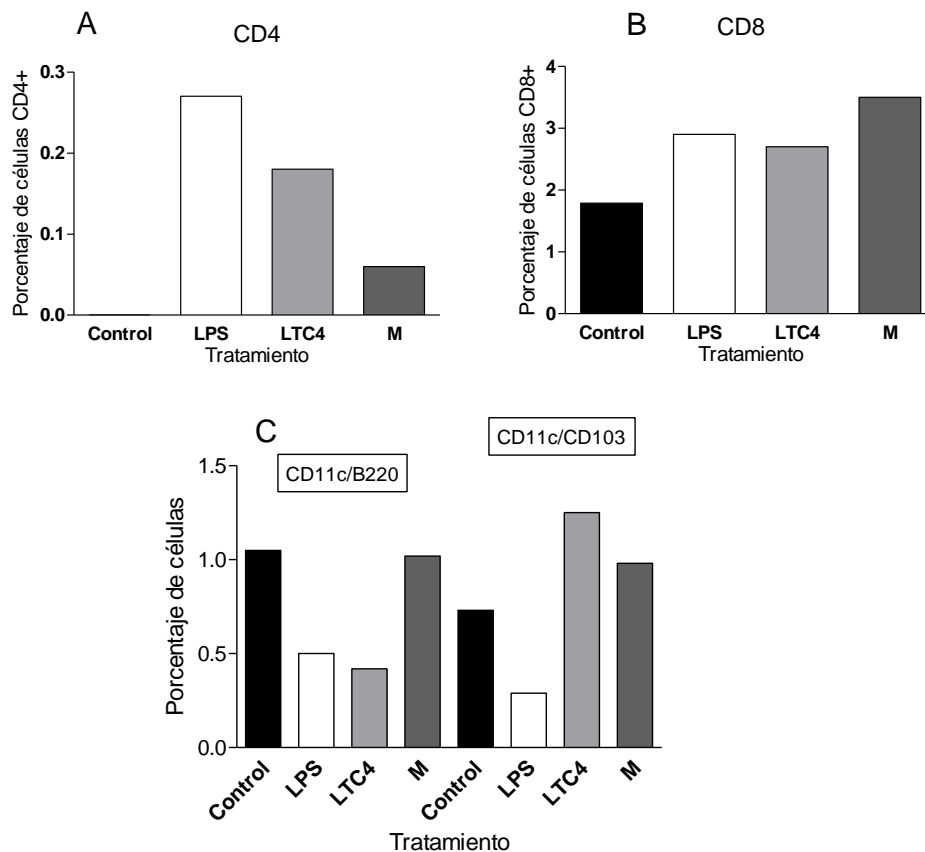 A
CD4
Porcentaje de células CD4+
0.3
0.2
0.1
0.0
Control LPS LTC4 M
Tratamiento
B
CD8
Porcentaje de células CD8+
4
3
2
1
0
Control LPS LTC4 M
Tratamiento
C
CD11c/B220
CD11c/CD103
Porcentaje de células
1.5
1.0
0.5
0.0
Control LPS LTC4 M Control LPS LTC4 M
Tratamiento